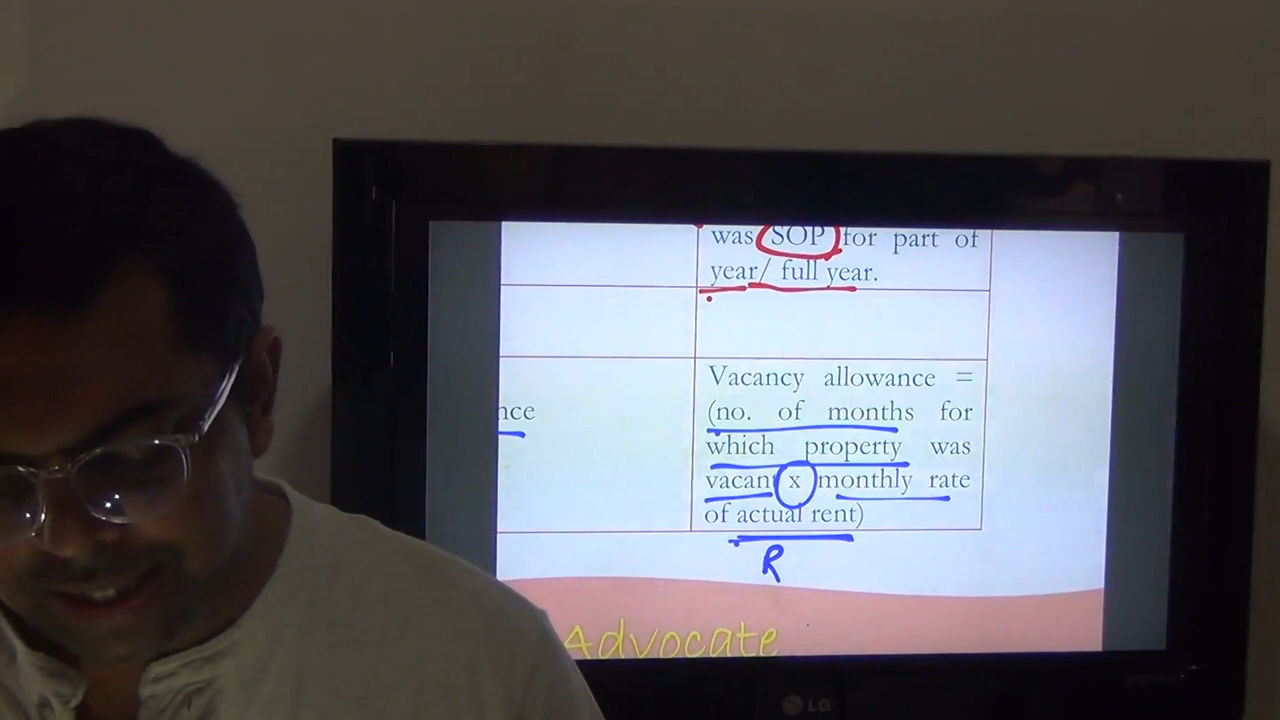 was SOP for part of
year/ full year.
Vacancy allowance =
nce
(no. of months for
which property was
vacant x monthly rate
of actual rent)
R
Advocate
LG